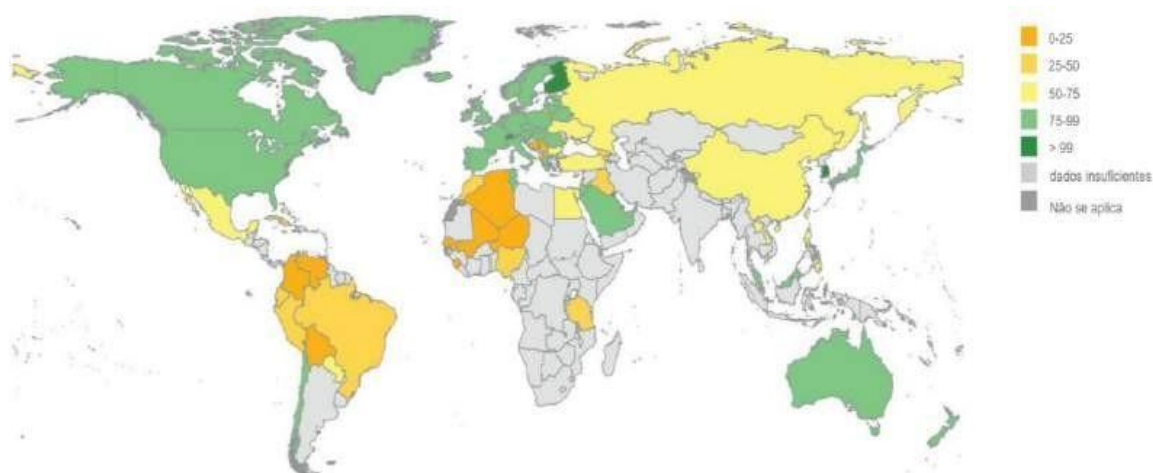 0-25
25-50
50-75
75-99
> 99
dados insuficientes
Não se aplica